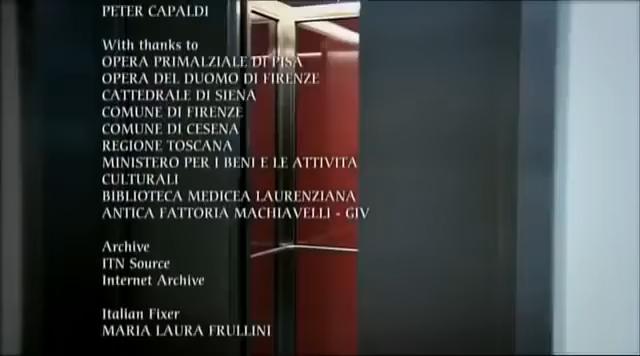 PETER CAPALDI
With thanks to
OPERA PRIMALZIALE DI PISA
OPERA DEL DUOMO DI FIRENZE
CATTEDRALE DI SIENA
COMUNE DI FIRENZE
COMUNE DI CESENA
REGIONE TOSCANA
MINISTERO PER I BENI E LE ATTIVITA
CULTURALI
BIBLIOTECA MEDICEA LAURENZIANA
ANTICA FATTORIA MACHIAVELLI - GIV
Archive
ITN Source
Internet Archive
Italian Fixer
MARIA LAURA FRULLINI